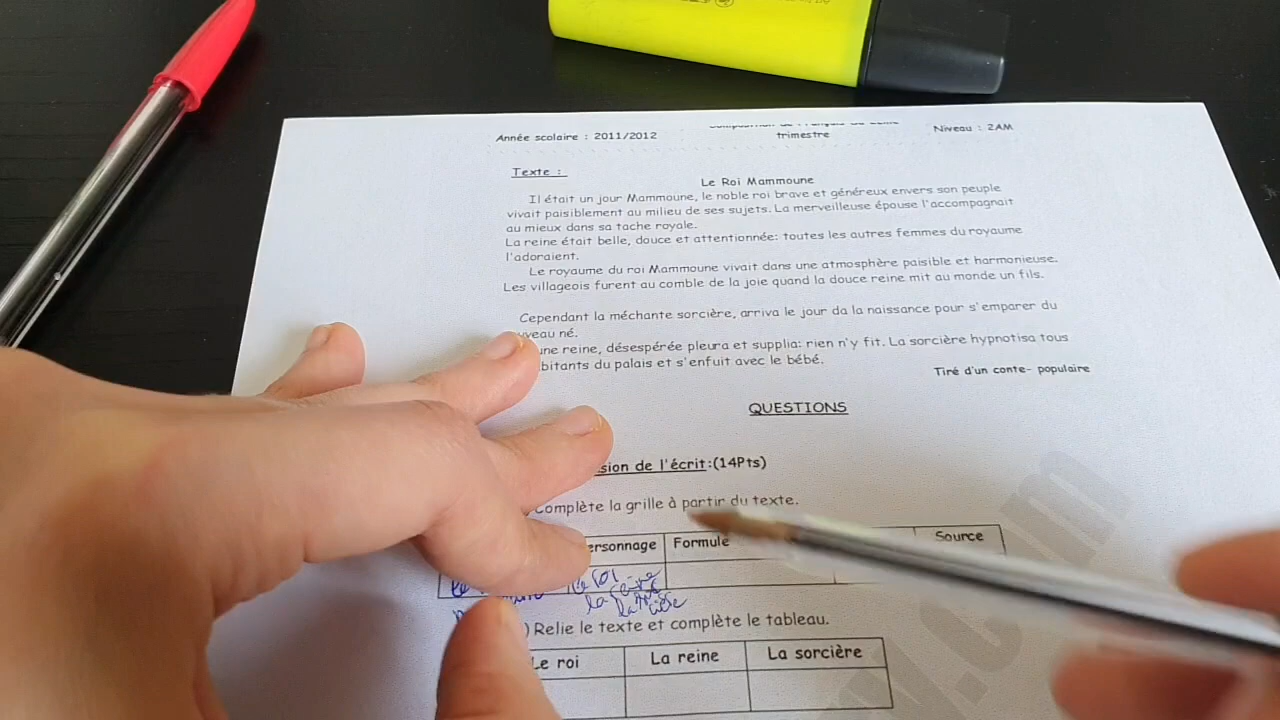 Année scolaire : 2011/2012
trimestre
Niveau : 2AM
Texte :
Le Roi Mammoune
Il était un jour Mammoune, le noble roi brave et généreux envers son peuple
vivait paisiblement au milieu de ses sujets. La merveilleuse épouse l'accompagnait
au mieux dans sa tache royale.
La reine était belle, douce et attentionnée: toutes les autres femmes du royaume
l'adoraient.
Le royaume du roi Mammoune vivait dans une atmosphère paisible et harmonieuse.
Les villageois furent au comble de la joie quand la douce reine mit au monde un fils.
Cependant la méchante sorcière, arriva le jour da la naissance pour s'emparer du
uveau né.
une reine, désespérée pleura et supplia: rien n'y fit. La sorcière hypnotisa tous
bitants du palais et s'enfuit avec le bébé.
Tiré d'un conte- populaire
QUESTIONS
sion de l'écrit:(14Pts)
Complète la grille à partir du texte.
ersonnage Formule Source
le roi
la reine
) Relie le texte et complète le tableau.
Le roi La reine La sorcière